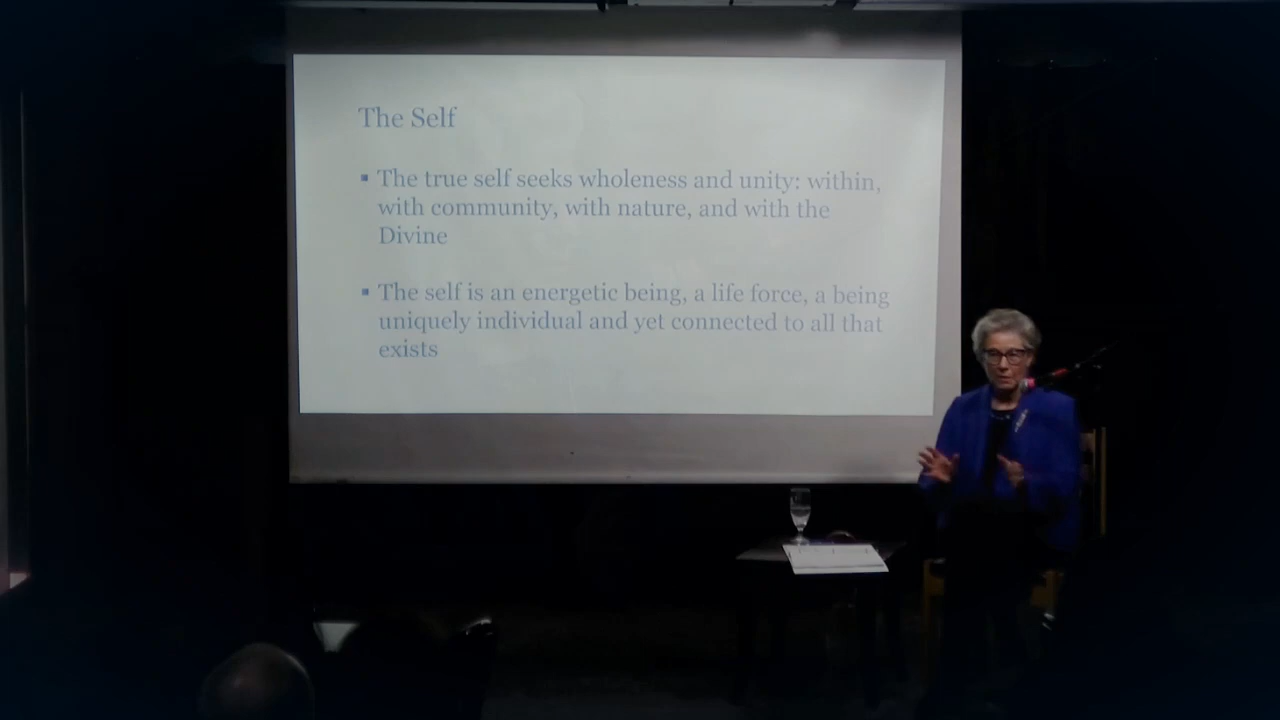 The Self
▪ The true self seeks wholeness and unity: within,
with community, with nature, and with the
Divine
▪ The self is an energetic being, a life force, a being
uniquely individual and yet connected to all that
exists